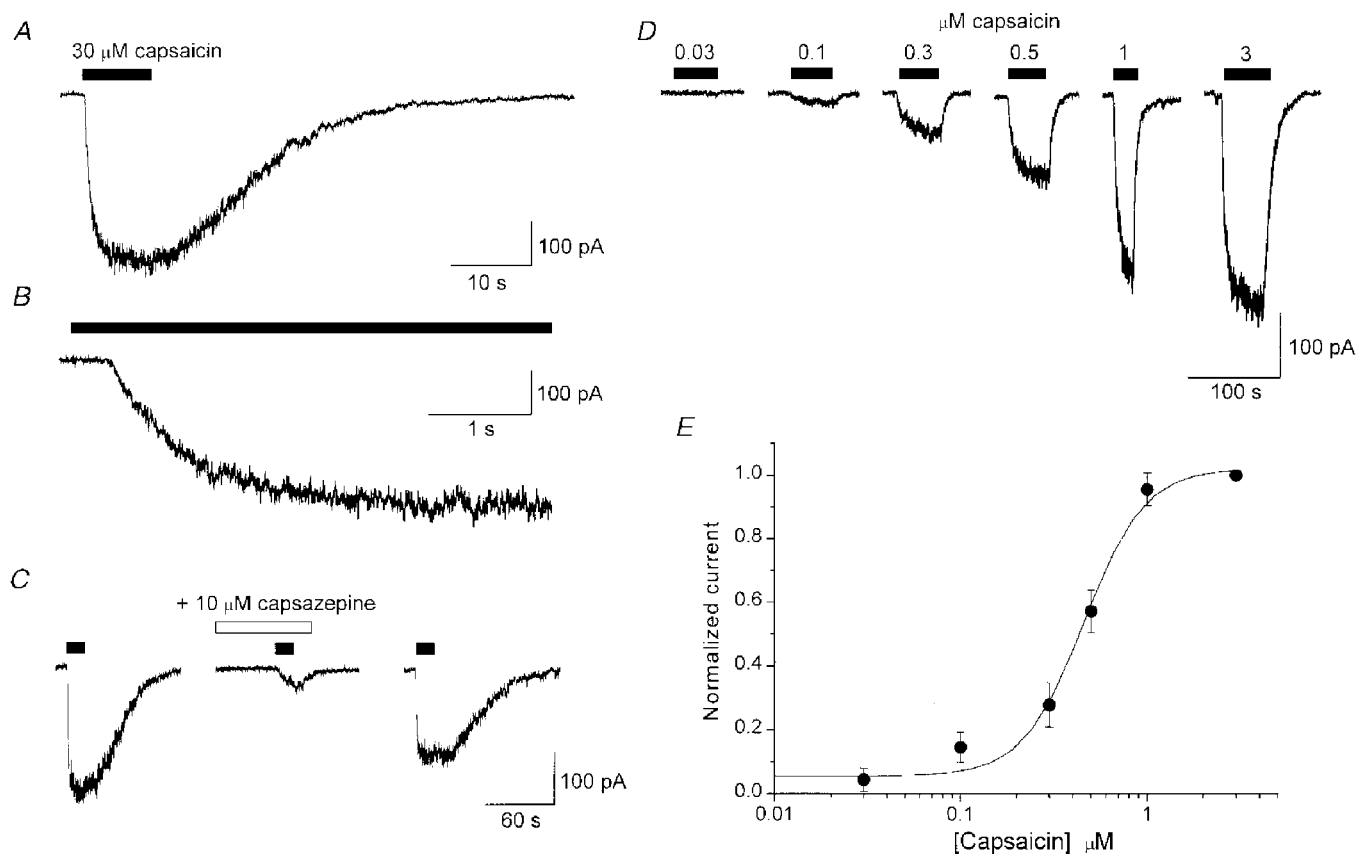 A
30 μM capsaicin
100 pA
10 s
B
100 pA
1 s
C
+ 10 μM capsazepine
100 pA
60 s
D
μM capsaicin
0.03 0.1 0.3 0.5 1 3
100 pA
100 s
E
Normalized current
1.0
0.8
0.6
0.4
0.2
0.0
0.01 0.1 1
[Capsaicin] μM